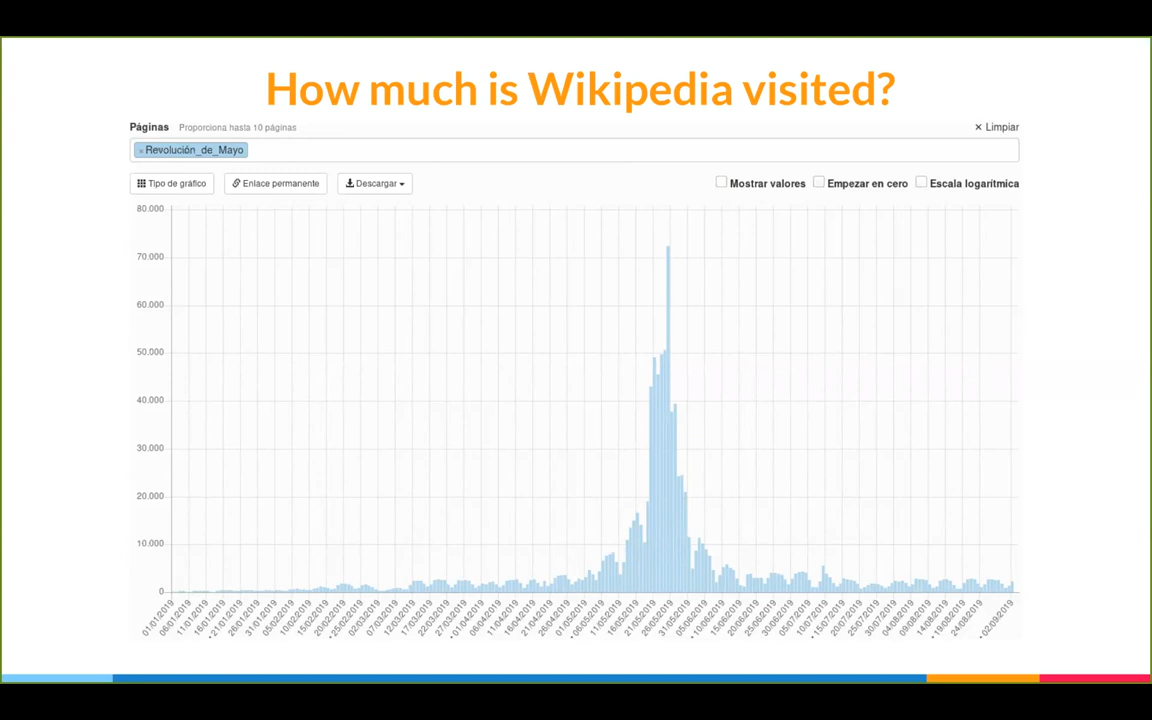 How much is Wikipedia visited?
Páginas Proporciona hasta 10 páginas × Limpiar
× Revolución_de_Mayo
Tipo de gráfico Enlace permanente Descargar Mostrar valores Empezar en cero Escala logarítmica
80.000
70.000
60.000
50.000
40.000
30.000
20.000
10.000
0
01/01/2019 06/01/2019 11/01/2019 16/01/2019 • 21/01/2019 26/01/2019 31/01/2019 05/02/2019 10/02/2019 15/02/2019 20/02/2019 • 25/02/2019 02/03/2019 07/03/2019 12/03/2019 17/03/2019 22/03/2019 27/03/2019 • 01/04/2019 06/04/2019 11/04/2019 16/04/2019 21/04/2019 26/04/2019 01/05/2019 • 06/05/2019 11/05/2019 16/05/2019 21/05/2019 26/05/2019 31/05/2019 05/06/2019 • 10/06/2019 15/06/2019 20/06/2019 25/06/2019 30/06/2019 05/07/2019 10/07/2019 • 15/07/2019 20/07/2019 25/07/2019 30/07/2019 04/08/2019 09/08/2019 14/08/2019 • 19/08/2019 24/08/2019 • 02/09/2019